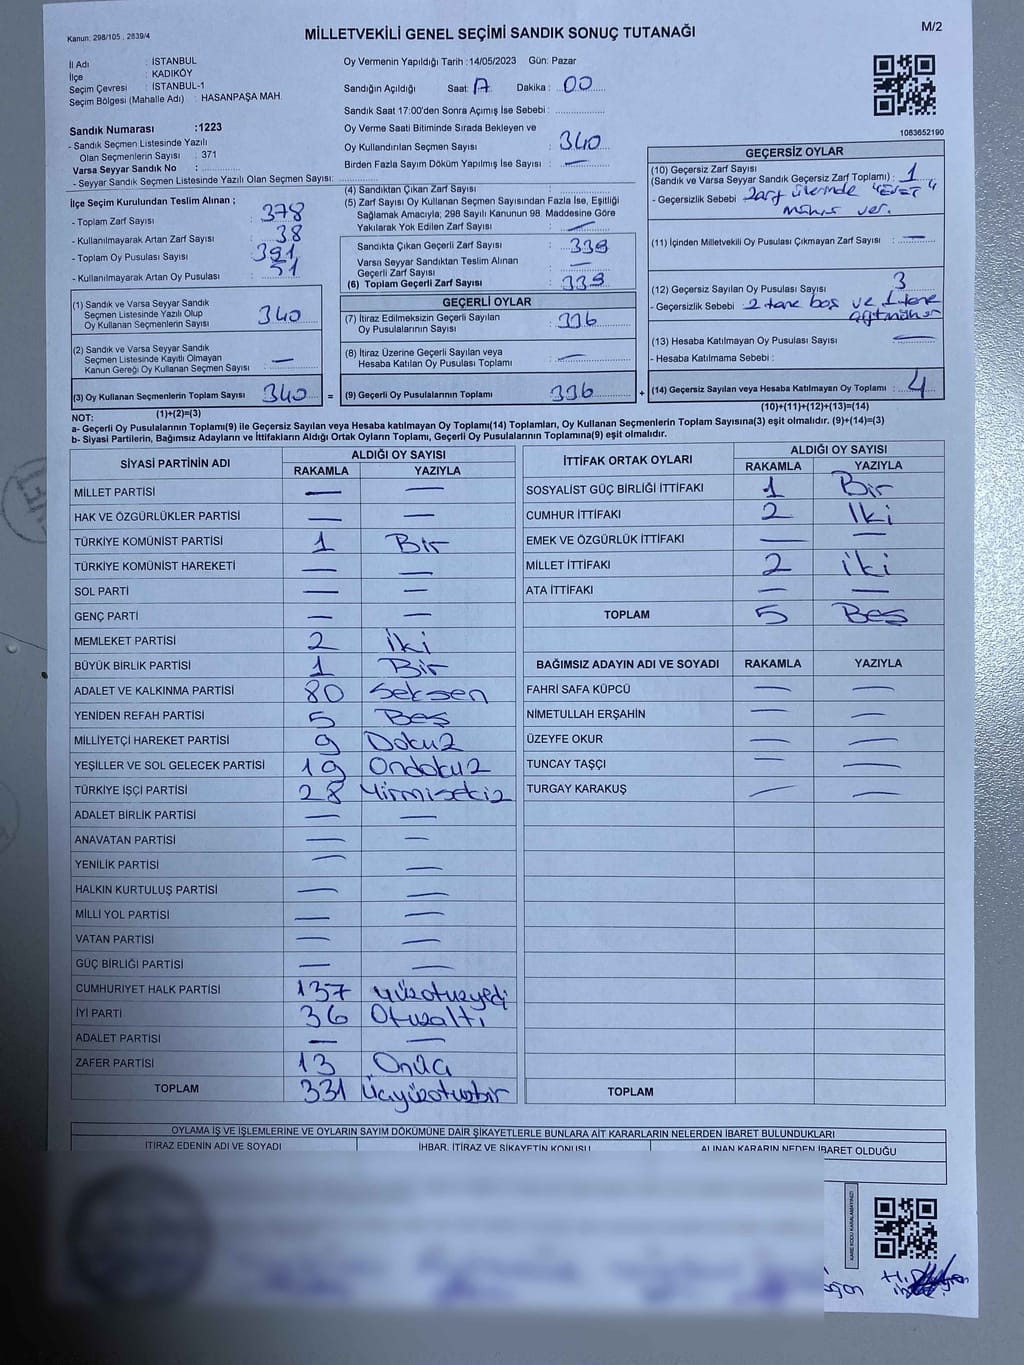 Kanun: 298/105 , 2839/4
MİLLETVEKİLİ GENEL SEÇİMİ SANDIK SONUÇ TUTANAĞI
M/2
İl Adı : İSTANBUL
İlçe : KADIKÖY
Seçim Çevresi : İSTANBUL-1
Seçim Bölgesi (Mahalle Adı) : HASANPAŞA MAH.
Sandık Numarası :1223
- Sandık Seçmen Listesinde Yazılı
Olan Seçmenlerin Sayısı : 371
Varsa Seyyar Sandık No :
- Seyyar Sandık Seçmen Listesinde Yazılı Olan Seçmen Sayısı:
Oy Vermenin Yapıldığı Tarih :14/05/2023 Gün: Pazar
Sandığın Açıldığı Saat: Dakika : 00
Sandık Saat 17:00'den Sonra Açımış İse Sebebi :
Oy Verme Saati Bitiminde Sırada Bekleyen ve
Oy Kullandırılan Seçmen Sayısı : 340
Birden Fazla Sayım Döküm Yapılmış İse Sayısı : —
1083652190
İlçe Seçim Kurulundan Teslim Alınan ;
- Toplam Zarf Sayısı : 378
- Kullanılmayarak Artan Zarf Sayısı : 38
- Toplam Oy Pusulası Sayısı : 391
- Kullanılmayarak Artan Oy Pusulası : 51
(1) Sandık ve Varsa Seyyar Sandık
Seçmen Listesinde Yazılı Olup
Oy Kullanan Seçmenlerin Sayısı : 340
(2) Sandık ve Varsa Seyyar Sandık
Seçmen Listesinde Kayıtlı Olmayan
Kanun Gereği Oy Kullanan Seçmen Sayısı : —
(3) Oy Kullanan Seçmenlerin Toplam Sayısı : 340 =
(1)+(2)=(3)
(4) Sandıktan Çıkan Zarf Sayısı :
(5) Zarf Sayısı Oy Kullanan Seçmen Sayısından Fazla İse, Eşitliği
Sağlamak Amacıyla; 298 Sayılı Kanunun 98. Maddesine Göre
Yakılarak Yok Edilen Zarf Sayısı : —
Sandıkta Çıkan Geçerli Zarf Sayısı : 339
Varsa Seyyar Sandıktan Teslim Alınan
Geçerli Zarf Sayısı : —
(6) Toplam Geçerli Zarf Sayısı : 339
GEÇERLİ OYLAR
(7) İtiraz Edilmeksizin Geçerli Sayılan
Oy Pusulalarının Sayısı : 336
(8) İtiraz Üzerine Geçerli Sayılan veya
Hesaba Katılan Oy Pusulası Toplamı : —
(9) Geçerli Oy Pusulalarının Toplamı : 336 +
GEÇERSİZ OYLAR
(10) Geçersiz Zarf Sayısı
(Sandık ve Varsa Seyyar Sandık Geçersiz Zarf Toplamı) : 1
- Geçersizlik Sebebi : Zarf üzerinde "EVET"
mührü ver.
(11) İçinden Milletvekili Oy Pusulası Çıkmayan Zarf Sayısı : —
(12) Geçersiz Sayılan Oy Pusulası Sayısı : 3
- Geçersizlik Sebebi : 2 tane boş ve 1 tane
(13) Hesaba Katılmayan Oy Pusulası Sayısı : —
- Hesaba Katılmama Sebebi :
(14) Geçersiz Sayılan veya Hesaba Katılmayan Oy Toplamı : 4
(10)+(11)+(12)+(13)=(14)
NOT:
a- Geçerli Oy Pusulalarının Toplamı(9) ile Geçersiz Sayılan veya Hesaba Katılmayan Oy Toplamı(14) Toplamları, Oy Kullanan Seçmenlerin Toplam Sayısına(3) eşit olmalıdır. (9)+(14)=(3)
b- Siyasi Partilerin, Bağımsız Adayların ve İttifakların Aldığı Ortak Oyların Toplamı, Geçerli Oy Pusulalarının Toplamına(9) eşit olmalıdır.
SİYASİ PARTİNİN ADI ALDIĞI OY SAYISI
RAKAMLA YAZIYLA
MİLLET PARTİSİ — —
HAK VE ÖZGÜRLÜKLER PARTİSİ — —
TÜRKİYE KOMÜNİST PARTİSİ 1 Bir
TÜRKİYE KOMÜNİST HAREKETİ — —
SOL PARTİ — —
GENÇ PARTİ — —
MEMLEKET PARTİSİ 2 İki
BÜYÜK BİRLİK PARTİSİ 1 Bir
ADALET VE KALKINMA PARTİSİ 80 Seksen
YENİDEN REFAH PARTİSİ 5 Beş
MİLLİYETÇİ HAREKET PARTİSİ 9 Dokuz
YEŞİLLER VE SOL GELECEK PARTİSİ 19 Ondokuz
TÜRKİYE İŞÇİ PARTİSİ 28 Yirmisekiz
ADALET BİRLİK PARTİSİ — —
ANAVATAN PARTİSİ — —
YENİLİK PARTİSİ — —
HALKIN KURTULUŞ PARTİSİ — —
MİLLİ YOL PARTİSİ — —
VATAN PARTİSİ — —
GÜÇ BİRLİĞİ PARTİSİ — —
CUMHURİYET HALK PARTİSİ 137 yüzotuzyedi
İYİ PARTİ 36 Otuzaltı
ADALET PARTİSİ — —
ZAFER PARTİSİ 13 Onüç
TOPLAM 331 Üçyüzotuzbir
İTTİFAK ORTAK OYLARI ALDIĞI OY SAYISI
RAKAMLA YAZIYLA
SOSYALİST GÜÇ BİRLİĞİ İTTİFAKI 1 Bir
CUMHUR İTTİFAKI 2 İki
EMEK VE ÖZGÜRLÜK İTTİFAKI — —
MİLLET İTTİFAKI 2 iki
ATA İTTİFAKI — —
TOPLAM 5 Beş
BAĞIMSIZ ADAYIN ADI VE SOYADI RAKAMLA YAZIYLA
FAHRİ SAFA KÜPCÜ — —
NİMETULLAH ERŞAHİN — —
ÜZEYFE OKUR — —
TUNCAY TAŞÇI — —
TURGAY KARAKUŞ — —
TOPLAM
OYLAMA İŞ VE İŞLEMLERİNE VE OYLARIN SAYIM DÖKÜMÜNE DAİR ŞİKAYETLERLE BUNLARA AİT KARARLARIN NELERDEN İBARET BULUNDUKLARI
İTİRAZ EDENİN ADI VE SOYADI İHBAR, İTİRAZ VE ŞİKAYETİN KONUSU ALINAN KARARIN NEDEN İBARET OLDUĞU
KARE KODU KARALAMAYINIZ!